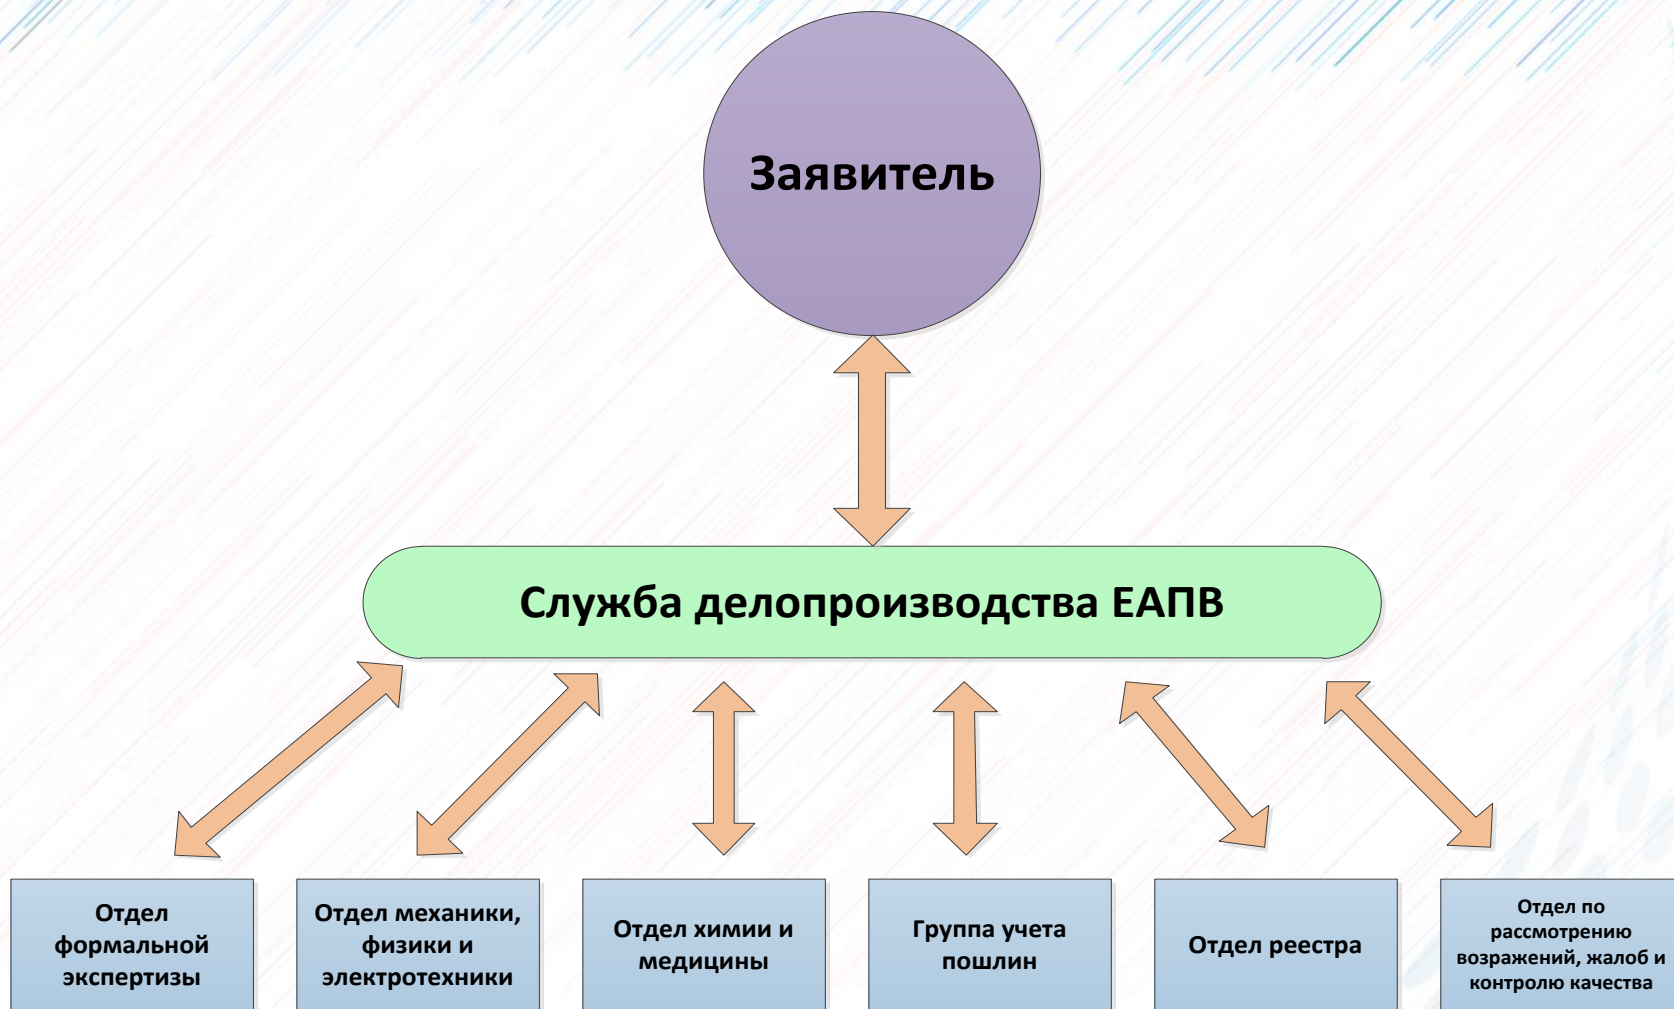 Заявитель
Служба делопроизводства ЕАПВ
Отдел
формальной
экспертизы
Отдел механики,
физики и
электротехники
Отдел химии и
медицины
Группа учета
пошлин
Отдел реестра
Отдел по
рассмотрению
возражений, жалоб и
контролю качества